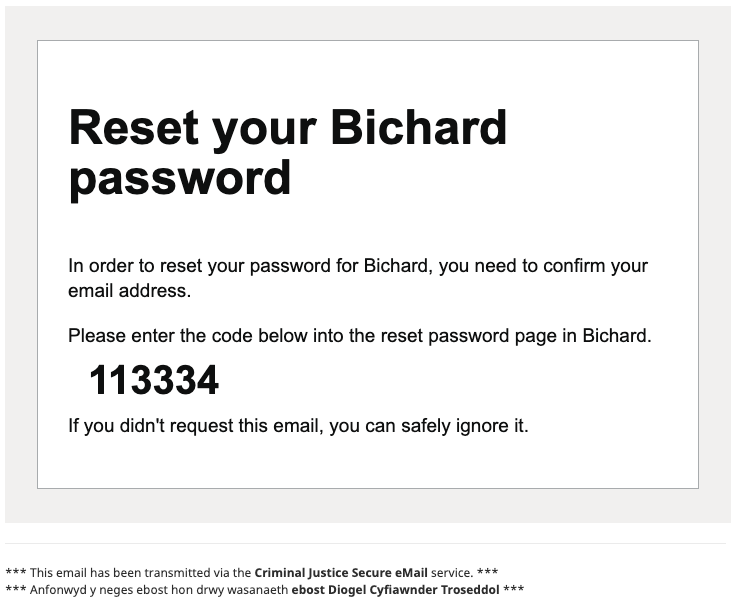 Reset your Bichard
password
In order to reset your password for Bichard, you need to confirm your
email address.
Please enter the code below into the reset password page in Bichard.
113334
If you didn't request this email, you can safely ignore it.
*** This email has been transmitted via the Criminal Justice Secure eMail service. ***
*** Anfonwyd y neges ebost hon drwy wasanaeth ebost Diogel Cyfiawnder Troseddol ***